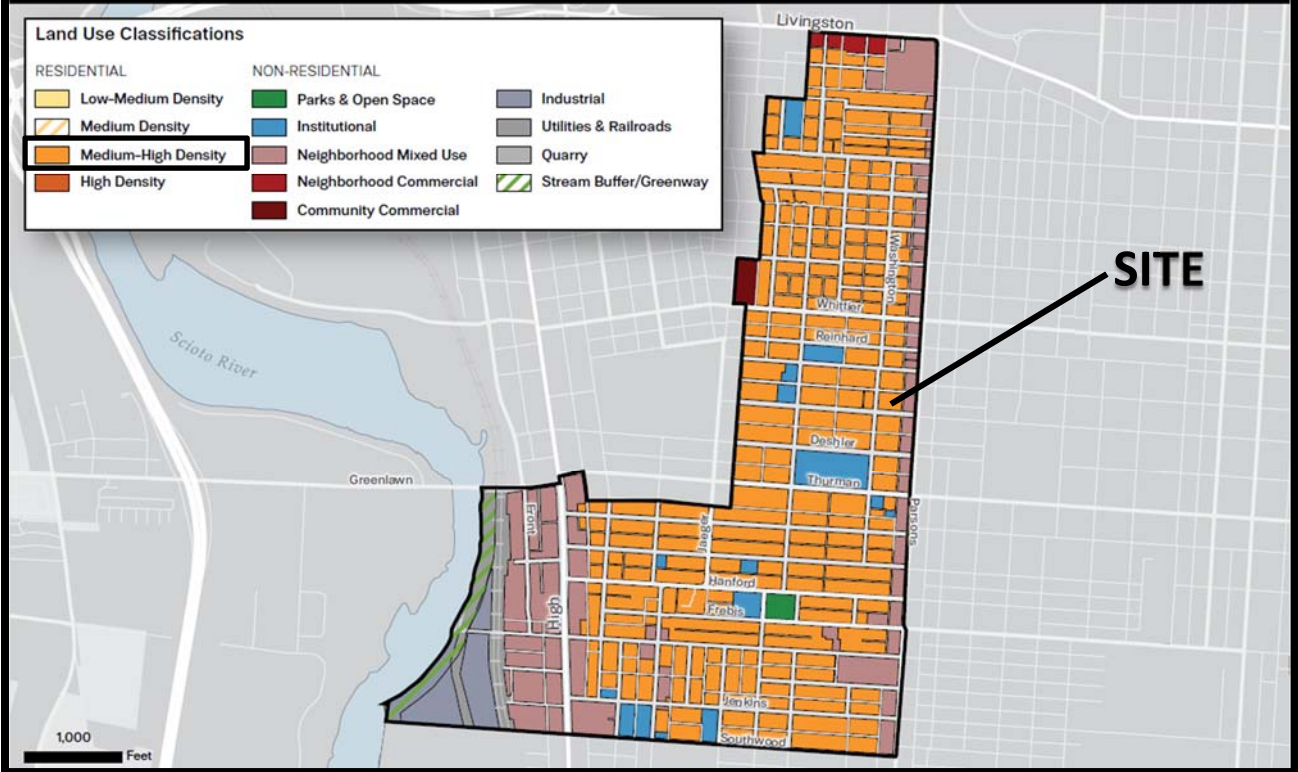 Land Use Classifications
RESIDENTIAL
Low-Medium Density
Medium Density
Medium-High Density
High Density
NON-RESIDENTIAL
Parks & Open Space
Institutional
Neighborhood Mixed Use
Neighborhood Commercial
Community Commercial
Industrial
Utilities & Railroads
Quarry
Stream Buffer/Greenway
Livingston
Washington
SITE
Whittier
Reinhard
Scioto River
Deshler
Greenlawn
Thurman
Front
Parsons
Jaeger
Hanford
High
Frebis
Jenkins
Southwood
1,000
Feet